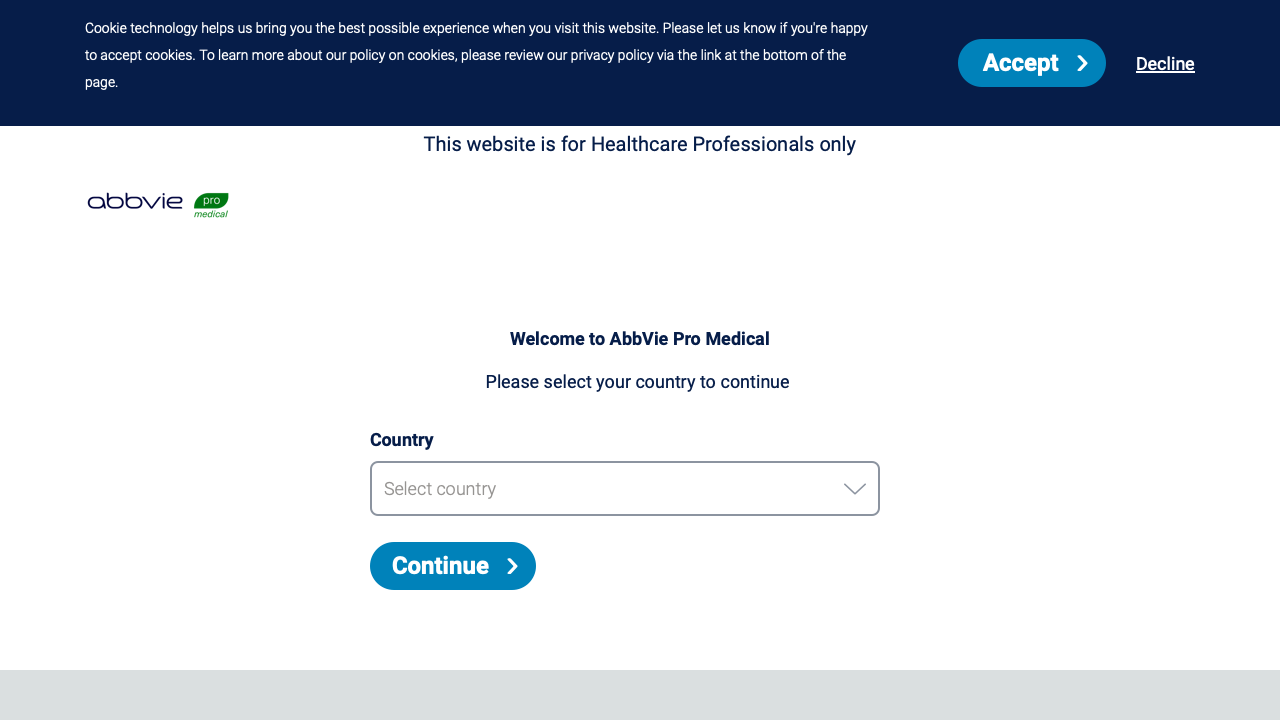 Cookie technology helps us bring you the best possible experience when you visit this website. Please let us know if you're happy
to accept cookies. To learn more about our policy on cookies, please review our privacy policy via the link at the bottom of the
page.
Accept
Decline
This website is for Healthcare Professionals only
abbvie pro
medical
Welcome to AbbVie Pro Medical
Please select your country to continue
Country
Select country
Continue